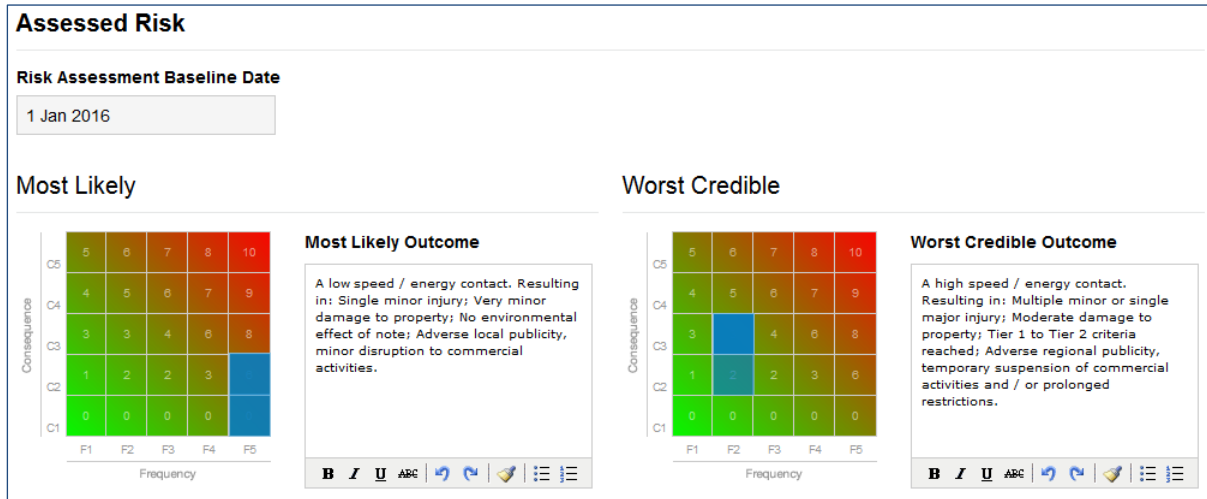 Assessed Risk
Risk Assessment Baseline Date
1 Jan 2016
Most Likely
Consequence
C5 5 6 7 8 10
C4 4 5 6 7 9
C3 3 3 4 6 8
C2 1 2 2 3
C1 0 0 0 0
F1 F2 F3 F4 F5
Frequency
Most Likely Outcome
A low speed / energy contact. Resulting
in: Single minor injury; Very minor
damage to property; No environmental
effect of note; Adverse local publicity,
minor disruption to commercial
activities.
B I U ABC
Worst Credible
Consequence
C5 5 6 7 8 10
C4 4 5 6 7 9
C3 3 4 6 8
C2 1 2 2 3 6
C1 0 0 0 0 0
F1 F2 F3 F4 F5
Frequency
Worst Credible Outcome
A high speed / energy contact.
Resulting in: Multiple minor or single
major injury; Moderate damage to
property; Tier 1 to Tier 2 criteria
reached; Adverse regional publicity,
temporary suspension of commercial
activities and / or prolonged
restrictions.
B I U ABC